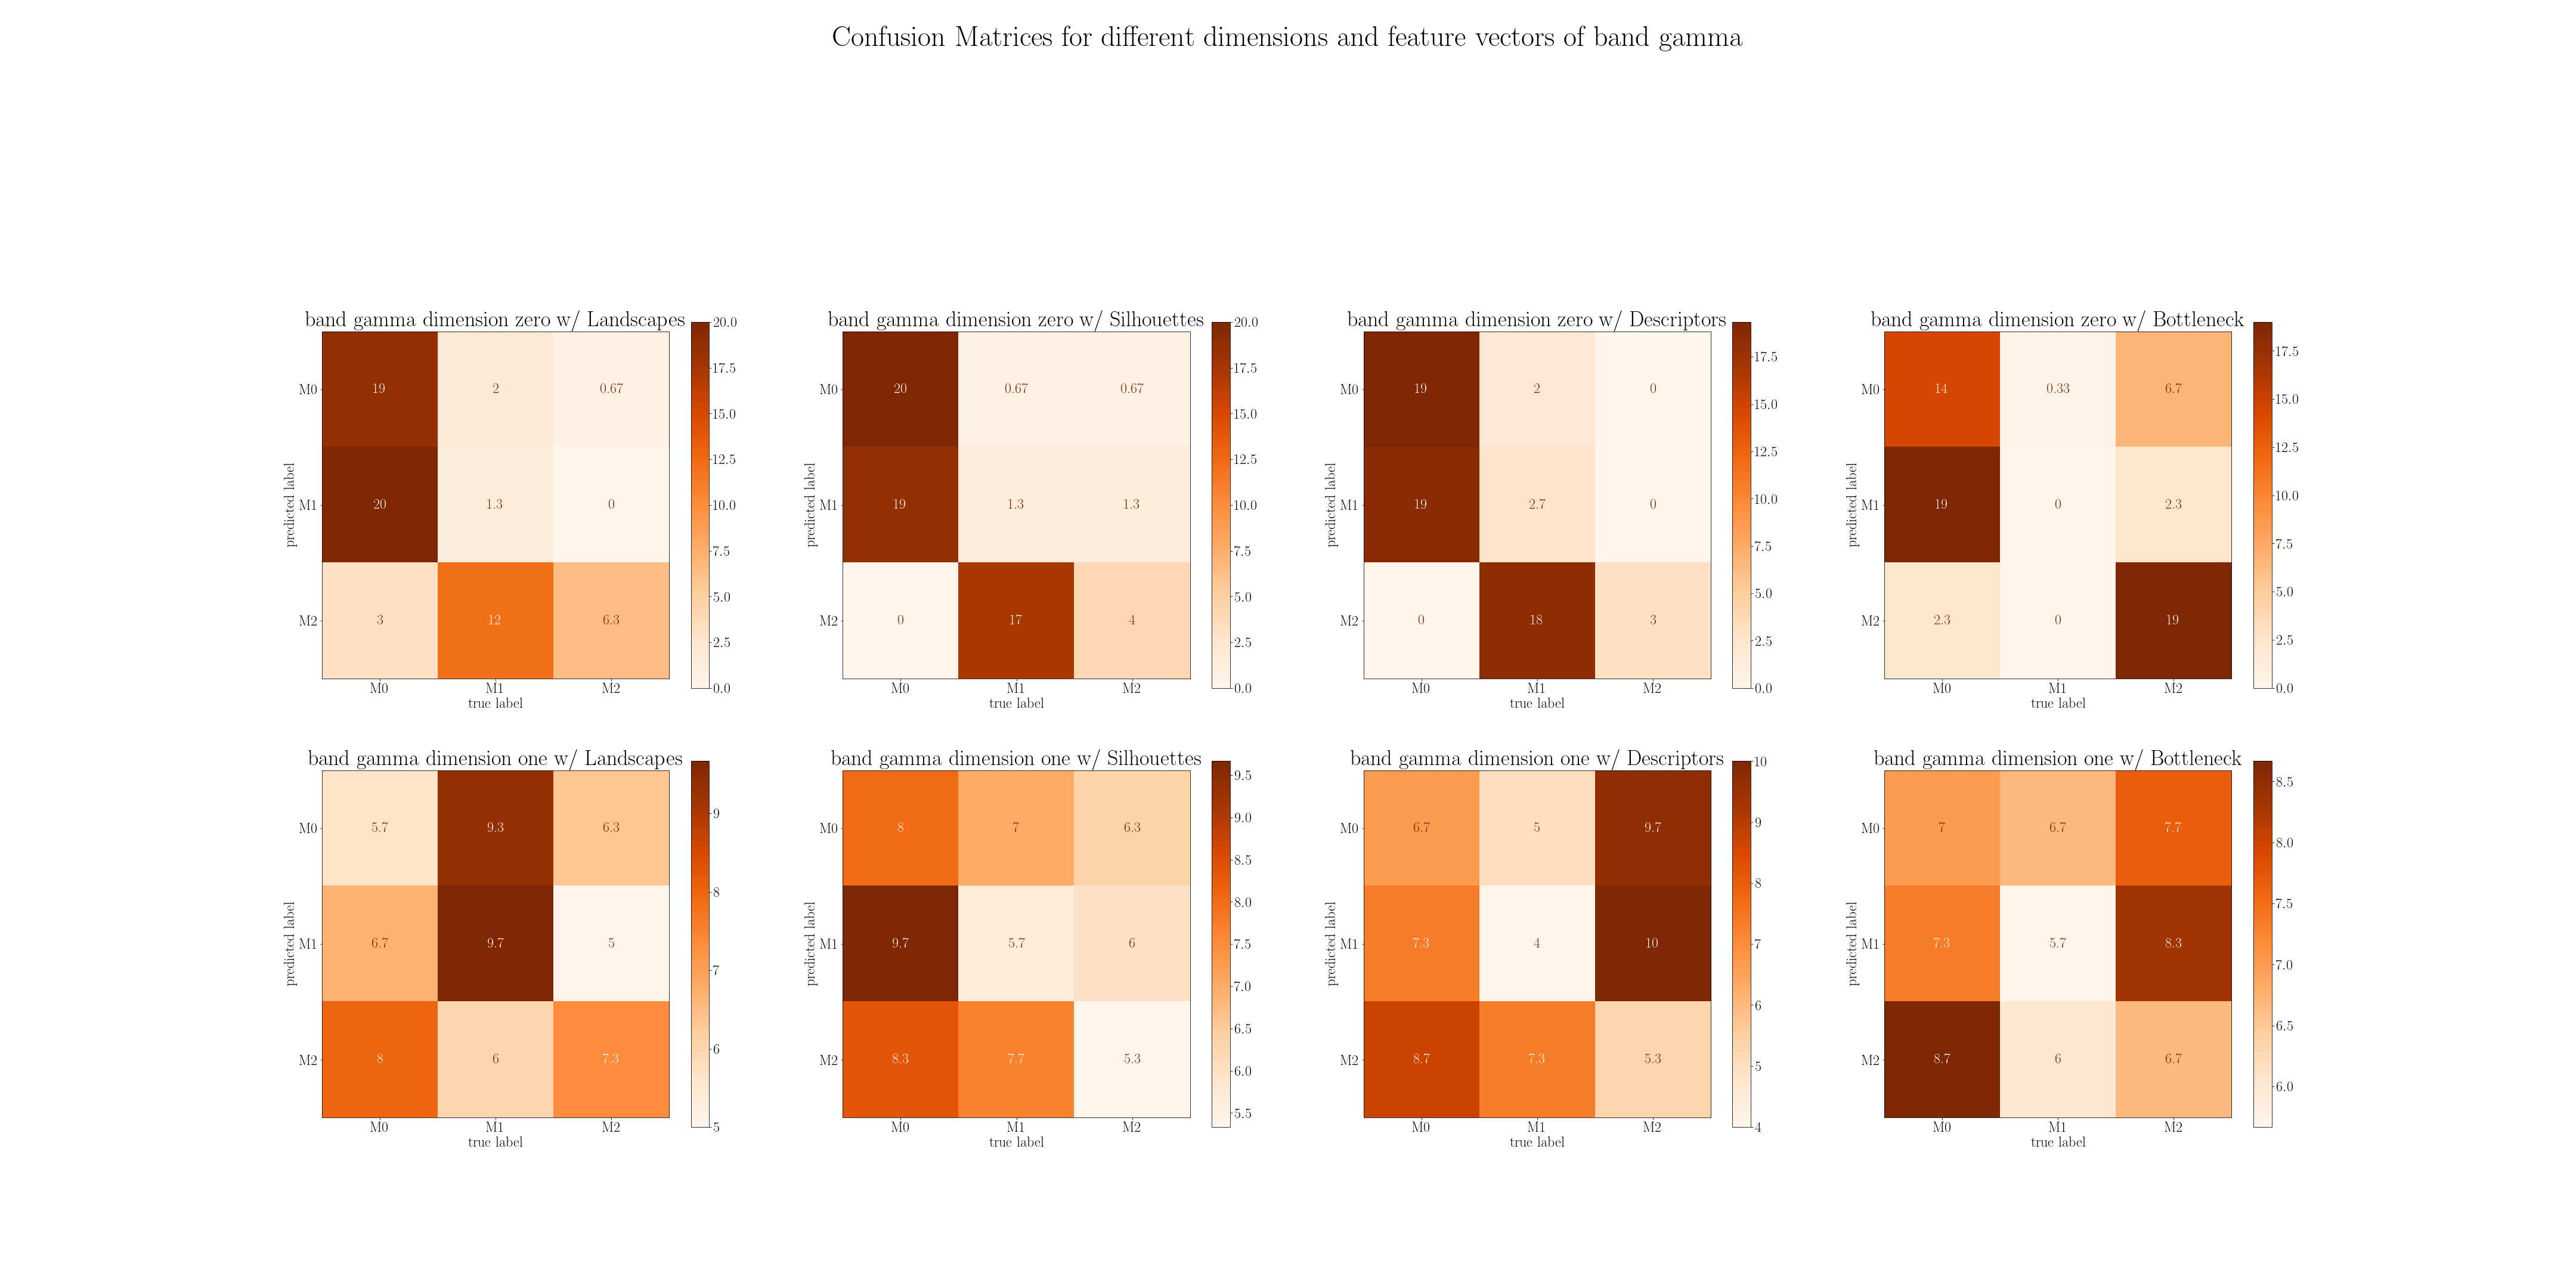 Confusion Matrices for different dimensions and feature vectors of band gamma
band gamma dimension zero w/ Landscapes
M0 19 2 0.67
M1 20 1.3 0
M2 3 12 6.3
M0 M1 M2
true label
predicted label
20.0
17.5
15.0
12.5
10.0
7.5
5.0
2.5
0.0
band gamma dimension zero w/ Silhouettes
M0 20 0.67 0.67
M1 19 1.3 1.3
M2 0 17 4
M0 M1 M2
true label
predicted label
20.0
17.5
15.0
12.5
10.0
7.5
5.0
2.5
0.0
band gamma dimension zero w/ Descriptors
M0 19 2 0
M1 19 2.7 0
M2 0 18 3
M0 M1 M2
true label
predicted label
17.5
15.0
12.5
10.0
7.5
5.0
2.5
0.0
band gamma dimension zero w/ Bottleneck
M0 14 0.33 6.7
M1 19 0 2.3
M2 2.3 0 19
M0 M1 M2
true label
predicted label
17.5
15.0
12.5
10.0
7.5
5.0
2.5
0.0
band gamma dimension one w/ Landscapes
M0 5.7 9.3 6.3
M1 6.7 9.7 5
M2 8 6 7.3
M0 M1 M2
true label
predicted label
9
8
7
6
5
band gamma dimension one w/ Silhouettes
M0 8 7 6.3
M1 9.7 5.7 6
M2 8.3 7.7 5.3
M0 M1 M2
true label
predicted label
9.5
9.0
8.5
8.0
7.5
7.0
6.5
6.0
5.5
band gamma dimension one w/ Descriptors
M0 6.7 5 9.7
M1 7.3 4 10
M2 8.7 7.3 5.3
M0 M1 M2
true label
predicted label
10
9
8
7
6
5
4
band gamma dimension one w/ Bottleneck
M0 7 6.7 7.7
M1 7.3 5.7 8.3
M2 8.7 6 6.7
M0 M1 M2
true label
predicted label
8.5
8.0
7.5
7.0
6.5
6.0